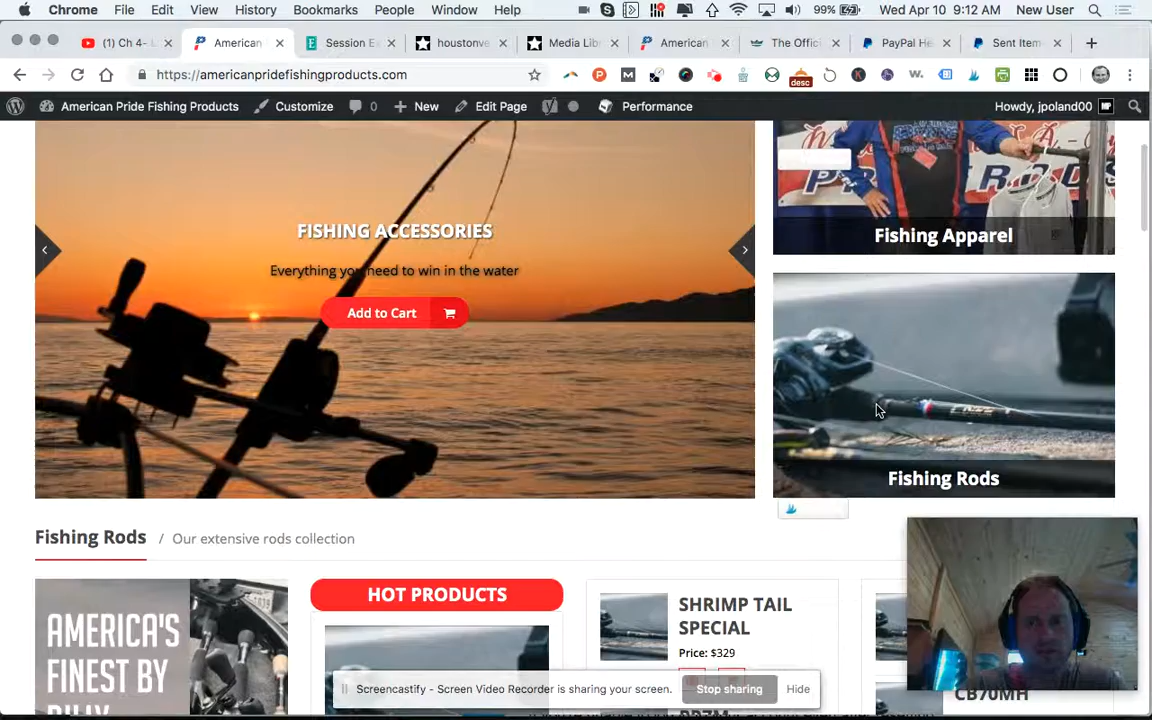 Chrome File Edit View History Bookmarks People Window Help 99% Wed Apr 10 9:12 AM New User
(1) Ch 4- L American Session E houstonve Media Lib American The Offici PayPal He Sent Item
https://americanpridefishingproducts.com
desc
American Pride Fishing Products Customize 0 New Edit Page Performance Howdy, jpoland00
FISHING ACCESSORIES
Everything you need to win in the water
Add to Cart
Fishing Apparel
Fishing Rods
Fishing Rods / Our extensive rods collection
AMERICA'S
FINEST BY
HOT PRODUCTS
SHRIMP TAIL
SPECIAL
Price: $329
CB70MH
Screencastify - Screen Video Recorder is sharing your screen. Stop sharing Hide